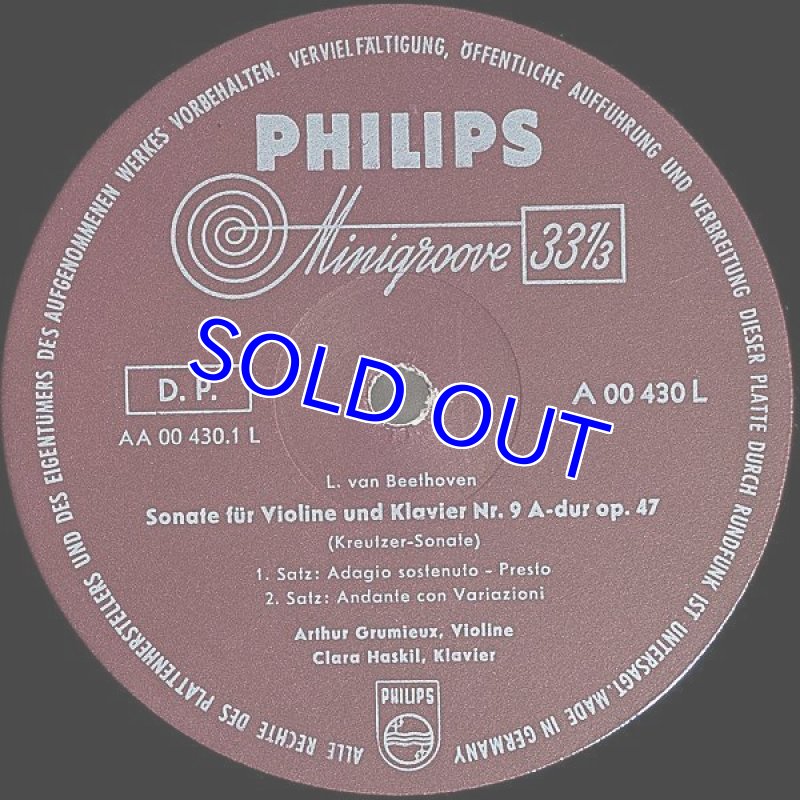 ALLE RECHTE DES PLATTENHERSTELLERS UND DES EIGENTÜMERS DES AUFGENOMMENEN WERKES VORBEHALTEN. VERVIELFÄLTIGUNG, ÖFFENTLICHE AUFFÜHRUNG UND VERBREITUNG DIESER PLATTE DURCH RUNDFUNK IST UNTERSAGT. MADE IN GERMANY
PHILIPS
Minigroove 33⅓
SOLD OUT
D. P.
A 00 430 L
AA 00 430.1 L
L. van Beethoven
Sonate für Violine und Klavier Nr. 9 A-dur op. 47
(Kreutzer-Sonate)
1. Satz: Adagio sostenuto - Presto
2. Satz: Andante con Variazioni
Arthur Grumieux, Violine
Clara Haskil, Klavier
PHILIPS